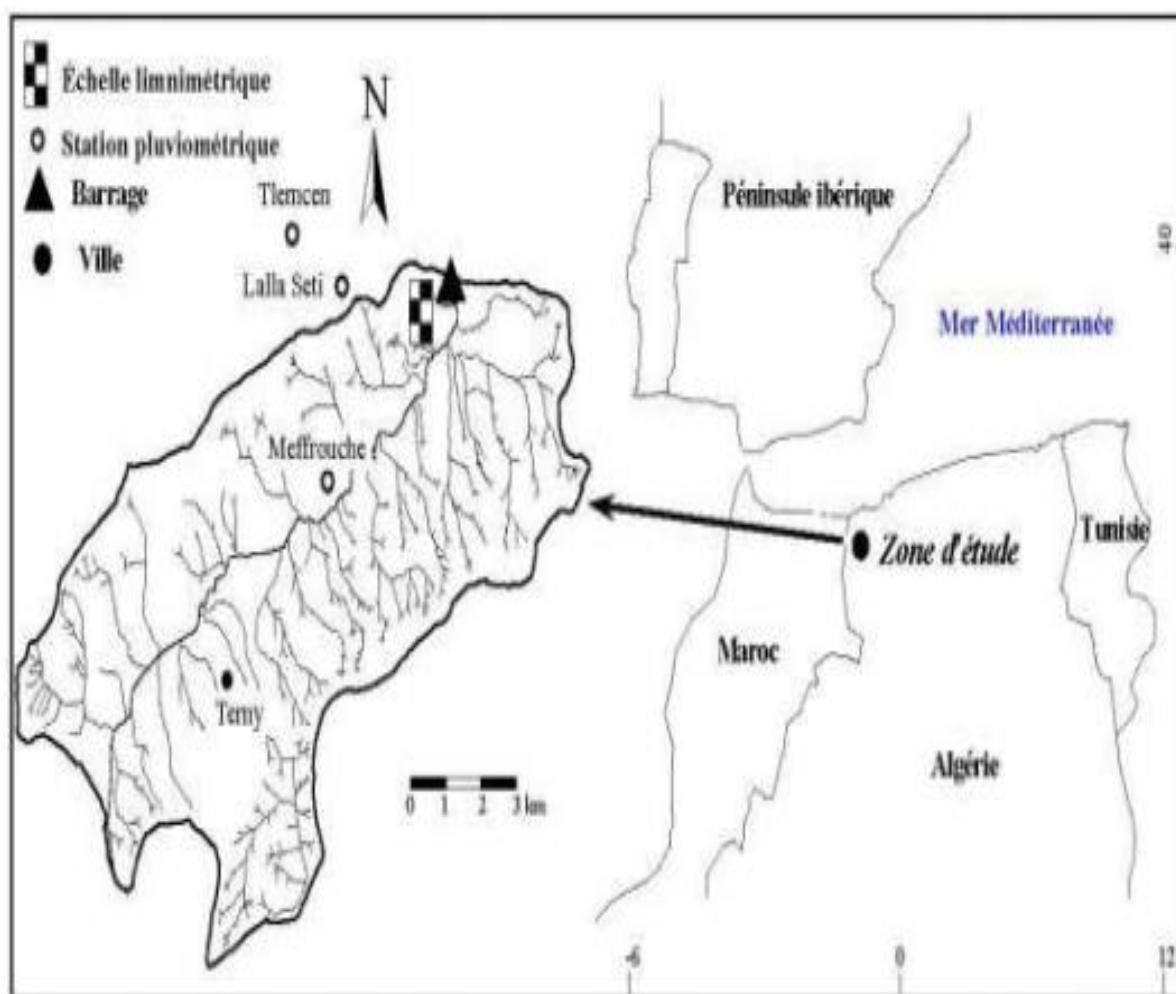 Échelle limnimétrique
N
Station pluviométrique
Barrage
Tlemcen
Ville
Lalla Seti
Meffrouche
Terny
0 1 2 3 km
Péninsule ibérique
40
Mer Méditerranée
Zone d'étude
Tunisie
Maroc
Algérie
-6 0 12